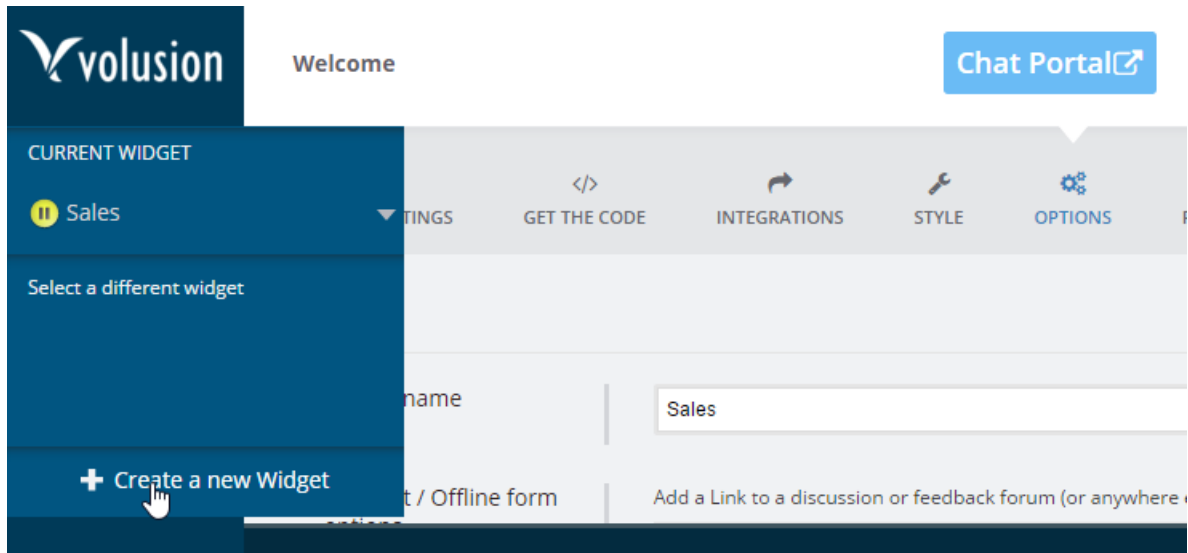 volusion
Welcome
Chat Portal
CURRENT WIDGET
Sales
TINGS
</>
GET THE CODE
INTEGRATIONS
STYLE
OPTIONS
Select a different widget
name
Sales
+ Create a new Widget
t / Offline form
Add a Link to a discussion or feedback forum (or anywhere